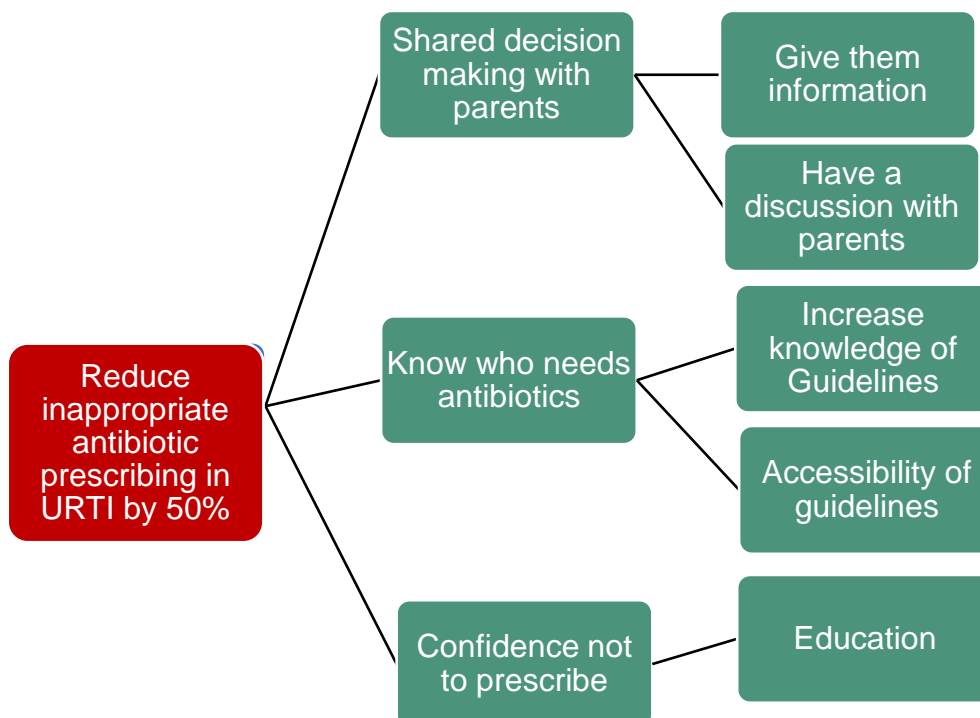 Reduce
inappropriate
antibiotic
prescribing in
URTI by 50%
Shared decision
making with
parents
Give them
information
Have a
discussion with
parents
Know who needs
antibiotics
Increase
knowledge of
Guidelines
Accessibility of
guidelines
Confidence not
to prescribe
Education